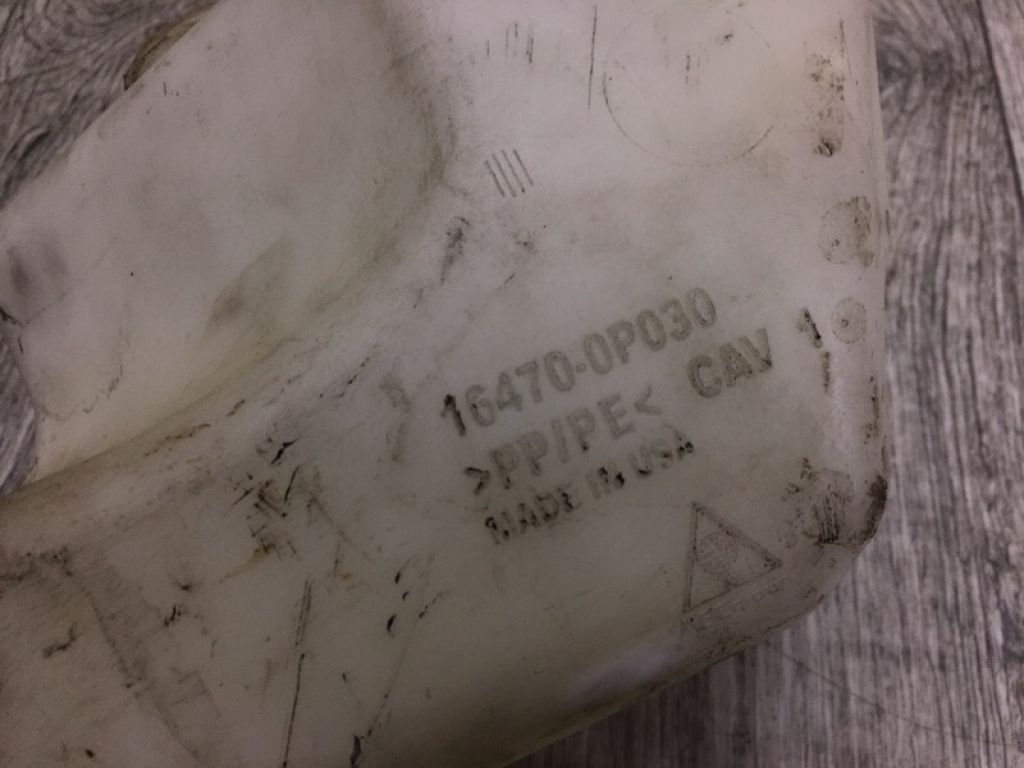 16470-0P030
>PP/PE< CAV 1
MADE IN USA